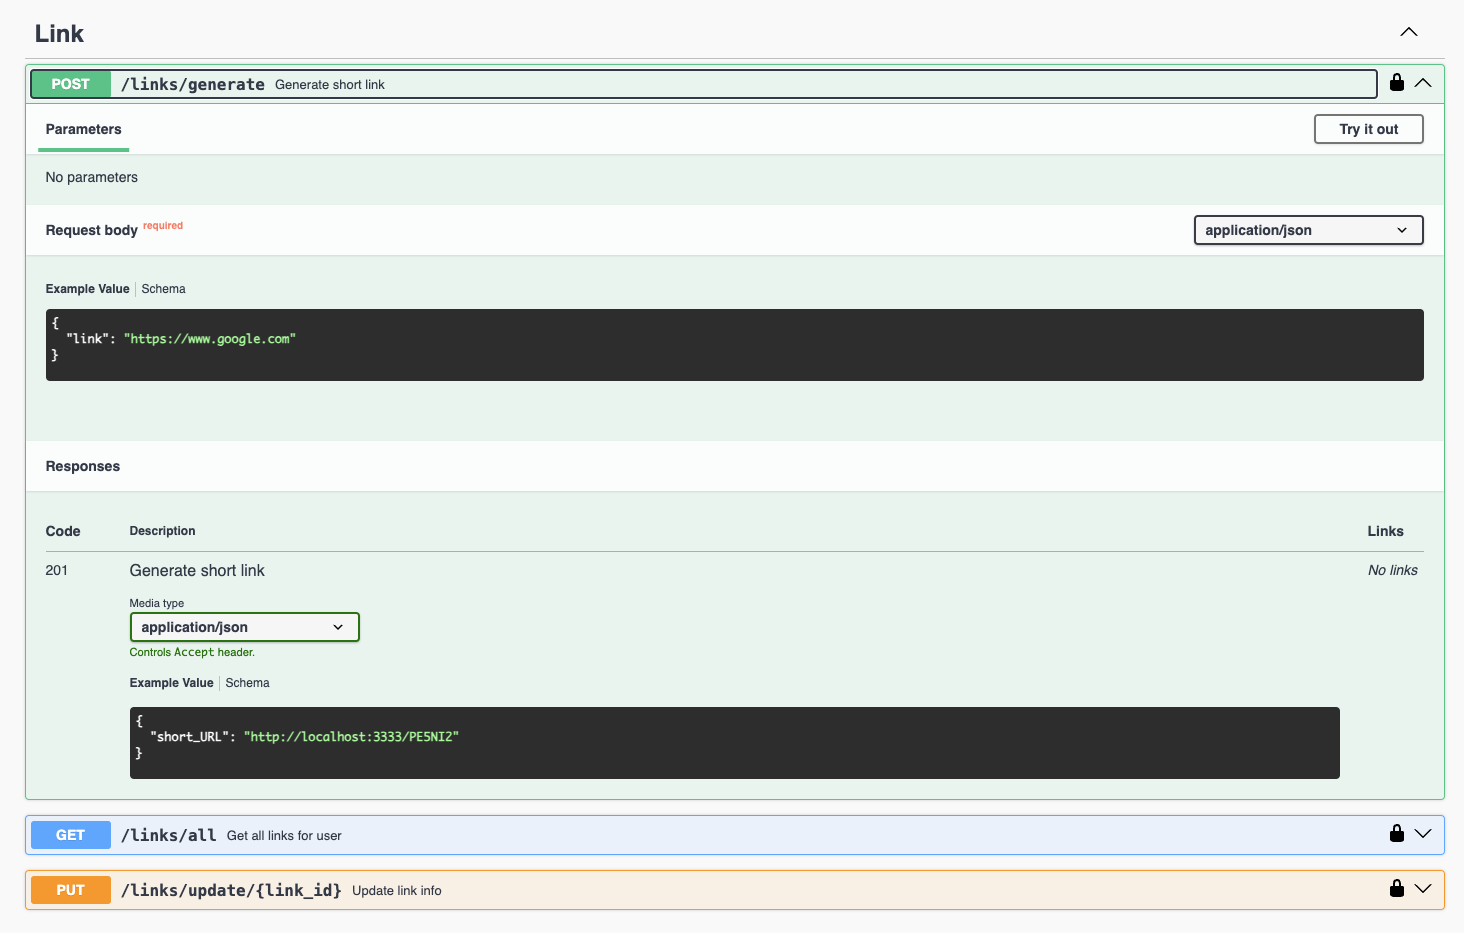 Link
POST /links/generate Generate short link
Parameters
Try it out
No parameters
Request body required
application/json
Example Value Schema
{
"link": "https://www.google.com"
}
Responses
Code Description Links
201 Generate short link No links
Media type
application/json
Controls Accept header.
Example Value Schema
{
"short_URL": "http://localhost:3333/PE5NI2"
}
GET /links/all Get all links for user
PUT /links/update/{link_id} Update link info